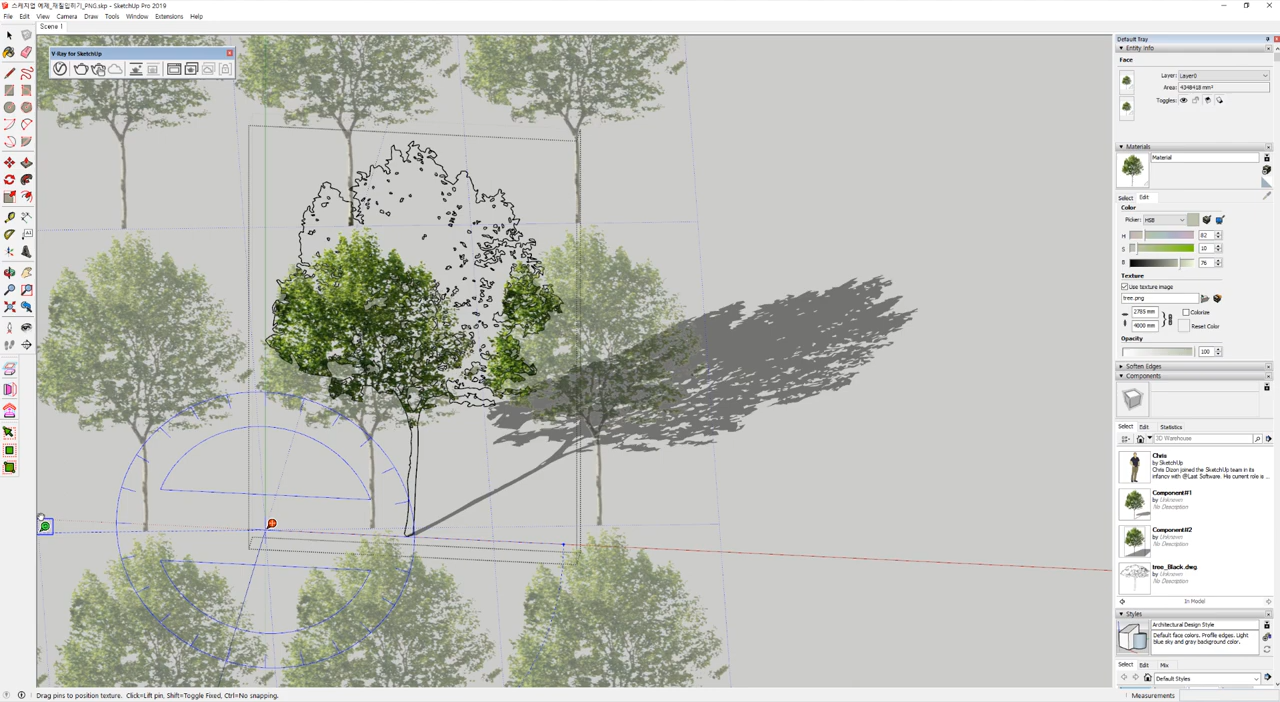 스케치업 예제_재질입히기_PNG.skp - SketchUp Pro 2019
File Edit View Camera Draw Tools Window Extensions Help
Scene 1
V-Ray for SketchUp
Default Tray
Entity Info
Face
Layer: Layer0
Area: 4348418 mm²
Toggles:
Materials
Material
Select Edit
Color
Picker: HSB
H 82
S 10
B 76
Texture
Use texture image
tree.png
2785 mm
Colorize
4000 mm
Reset Color
Opacity
100
Soften Edges
Components
Select Edit Statistics
3D Warehouse
Chris
by SketchUp
Chris Dizon joined the SketchUp team in its
infancy with @Last Software. His current role is ...
Component#1
by Unknown
No Description
Component#2
by Unknown
No Description
tree_Black.dwg
by Unknown
No Description
In Model
Styles
Architectural Design Style
Default face colors. Profile edges. Light
blue sky and gray background color.
Select Edit Mix
Default Styles
Drag pins to position texture. Click=Lift pin, Shift=Toggle Fixed, Ctrl=No snapping.
Measurements